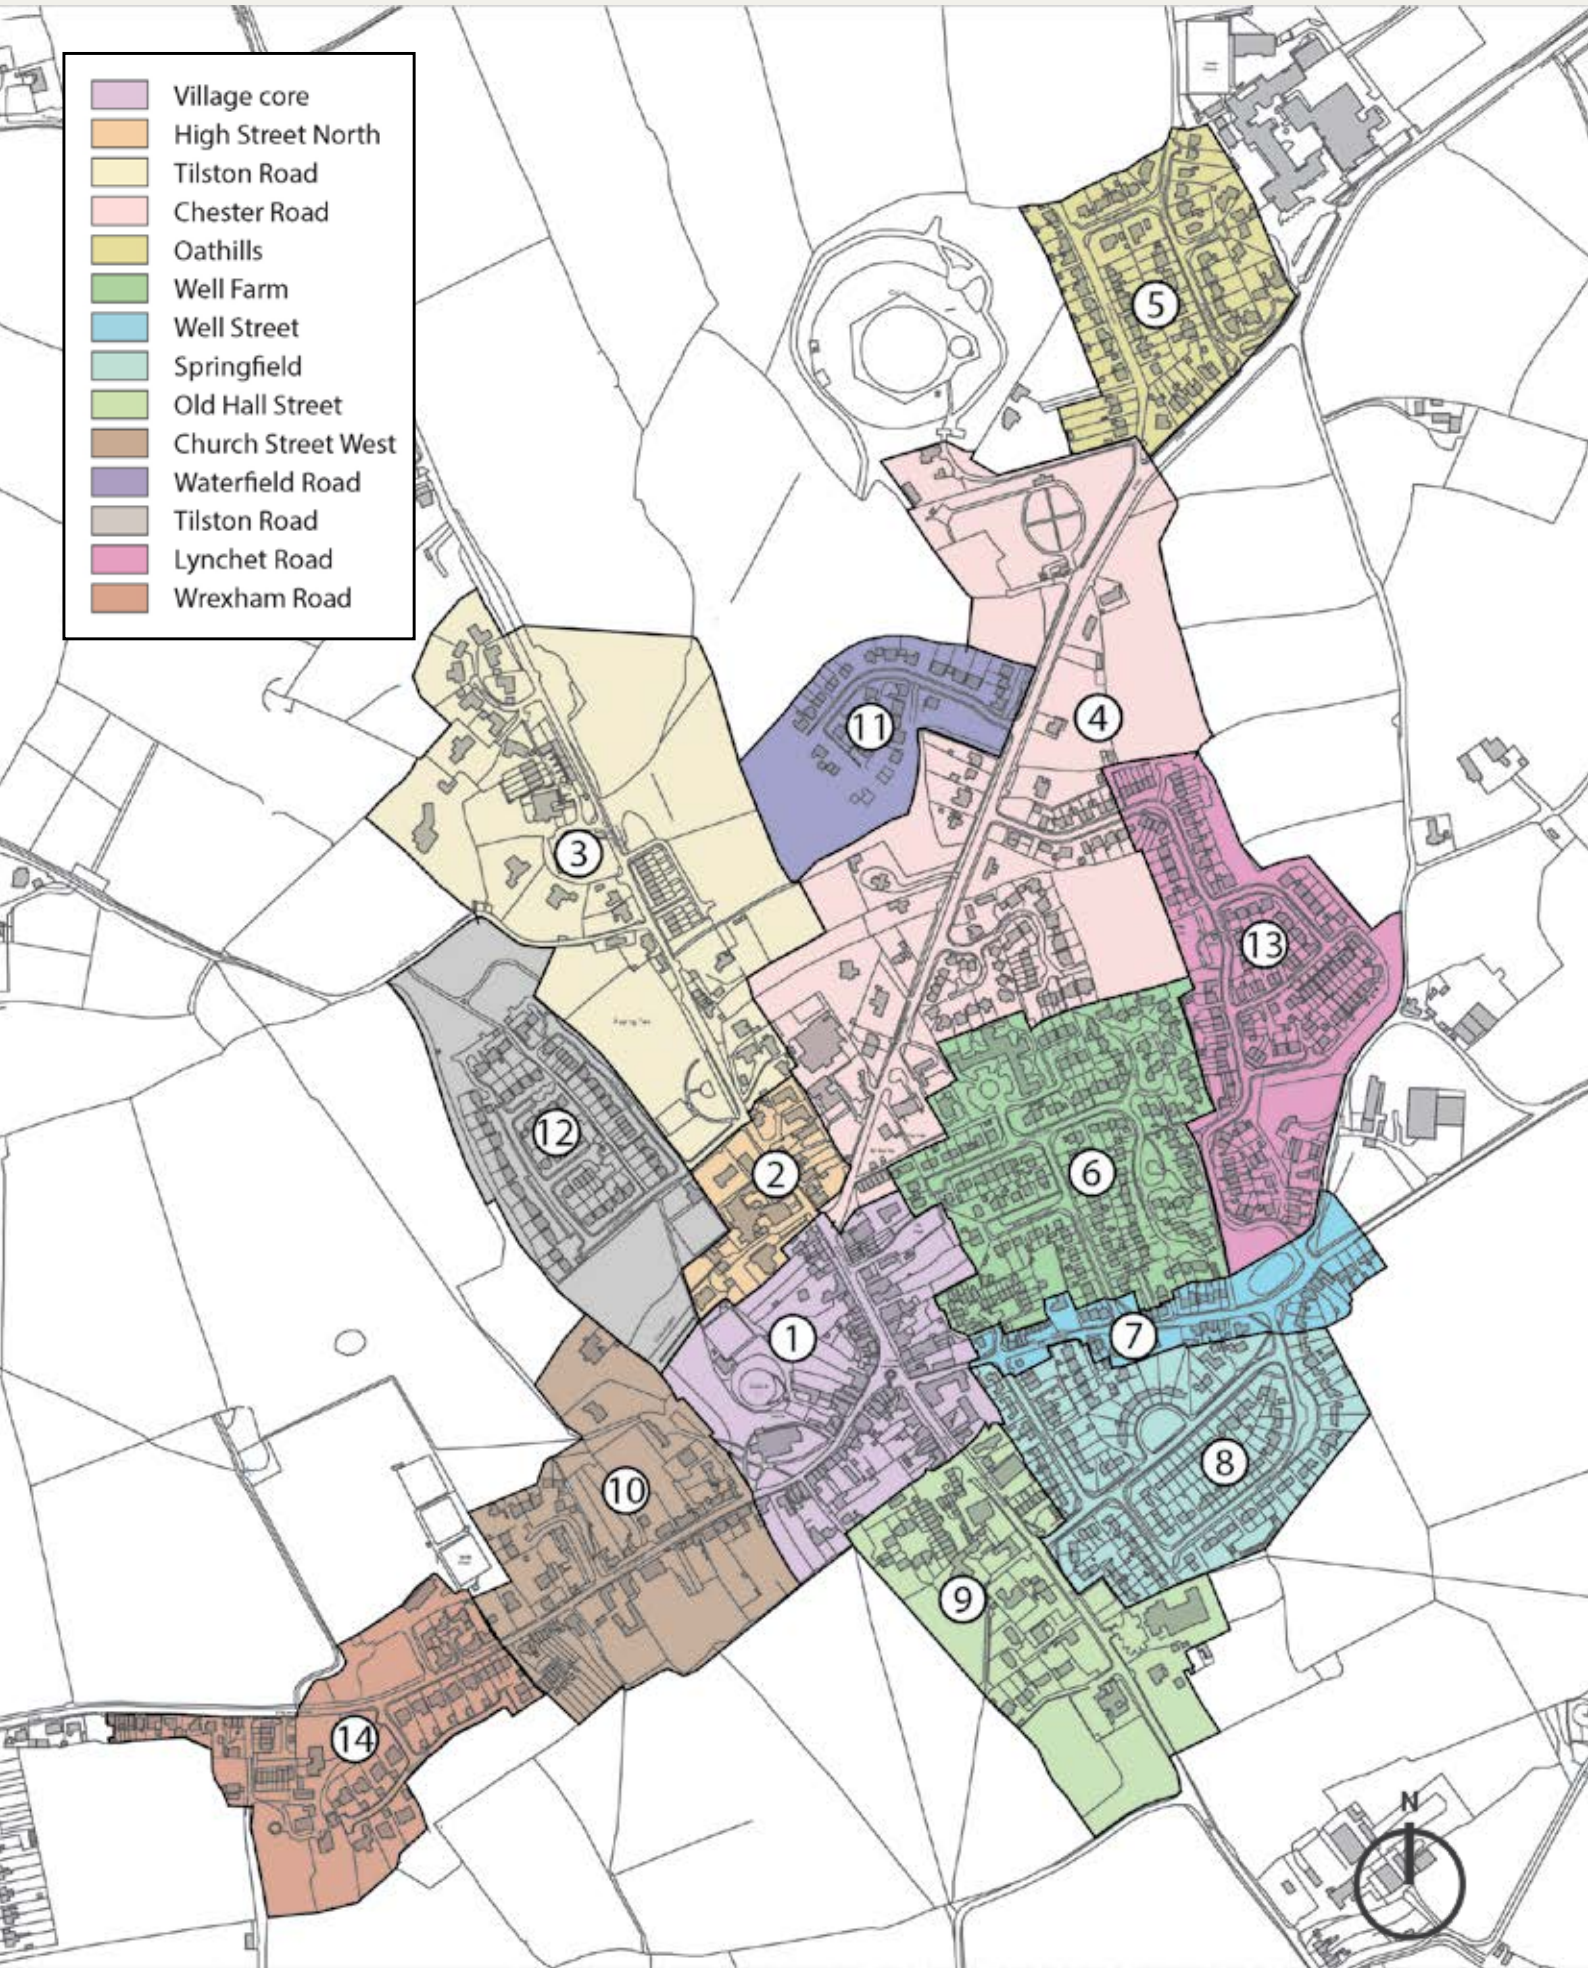 Village core
High Street North
Tilston Road
Chester Road
Oathills
Well Farm
Well Street
Springfield
Old Hall Street
Church Street West
Waterfield Road
Tilston Road
Lynchet Road
Wrexham Road
5
4
11
3
13
12
2
6
1
7
8
10
9
14
N